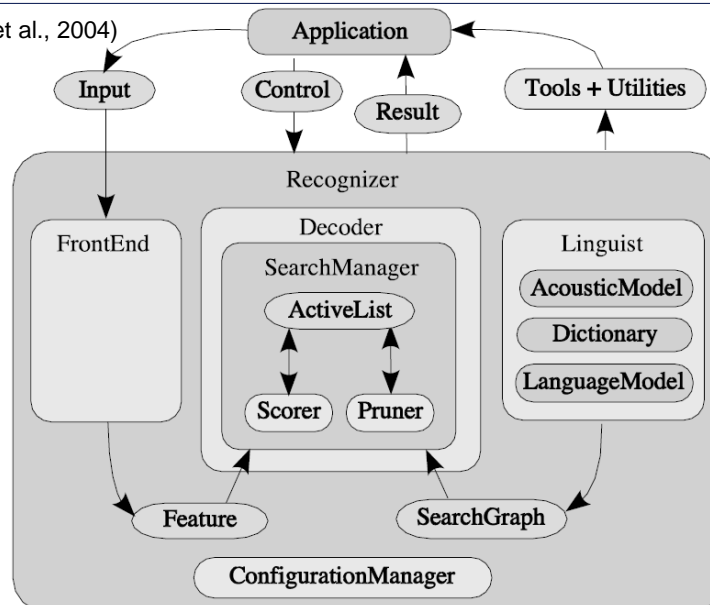 et al., 2004)
Application
Input
Control
Result
Tools + Utilities
Recognizer
FrontEnd
Decoder
SearchManager
ActiveList
Scorer
Pruner
Linguist
AcousticModel
Dictionary
LanguageModel
Feature
SearchGraph
ConfigurationManager